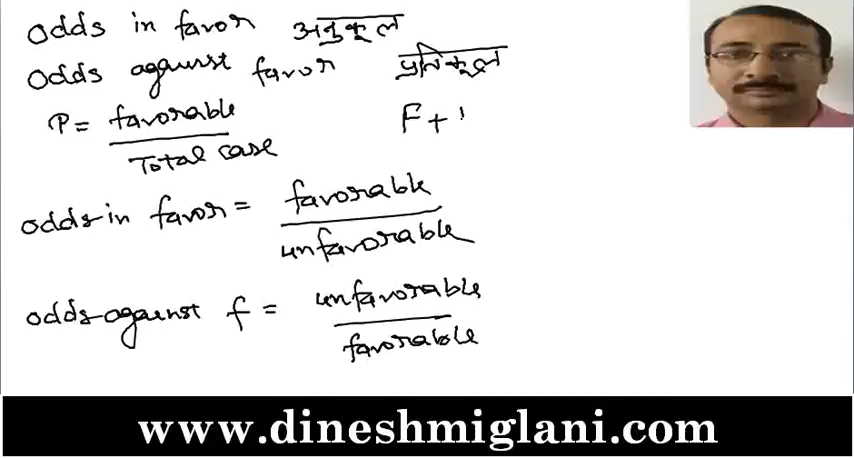 odds in favor अनुकूल
odds against favor प्रतिकूल
P = favorable / Total case
F + 1
odds-in favor = favorable / unfavorable
odds-against f = unfavorable / favorable
www.dineshmiglani.com